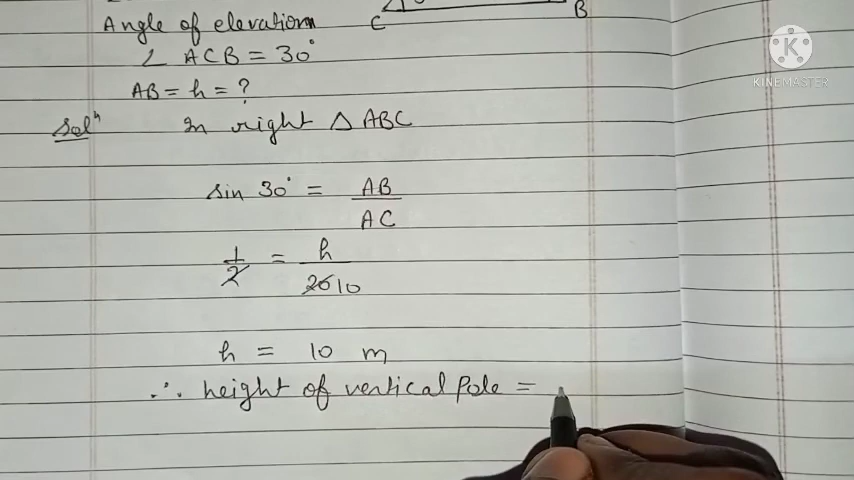 C
B
Angle of elevation
∠ ACB = 30°
AB = h = ?
Solⁿ In right △ ABC
sin 30° = AB / AC
1/2 = h / 20 10
h = 10 m
∴ height of vertical Pole =
K
KINEMASTER